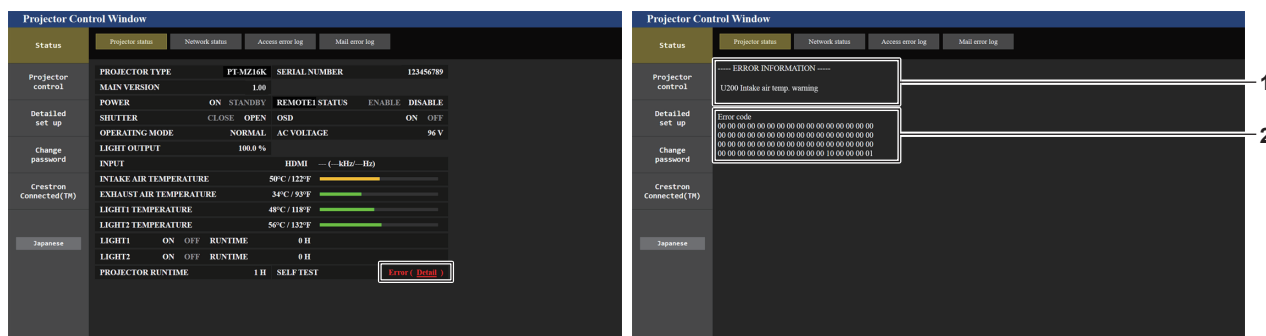 Projector Control Window
Status
Projector control
Detailed set up
Change password
Crestron Connected(TM)
Japanese
Projector status Network status Access error log Mail error log
PROJECTOR TYPE PT-MZ16K SERIAL NUMBER 123456789
MAIN VERSION 1.00
POWER ON STANDBY REMOTE1 STATUS ENABLE DISABLE
SHUTTER CLOSE OPEN OSD ON OFF
OPERATING MODE NORMAL AC VOLTAGE 96 V
LIGHT OUTPUT 100.0 %
INPUT HDMI --- (---kHz/---Hz)
INTAKE AIR TEMPERATURE 50°C / 122°F
EXHAUST AIR TEMPERATURE 34°C / 93°F
LIGHT1 TEMPERATURE 48°C / 118°F
LIGHT2 TEMPERATURE 56°C / 132°F
LIGHT1 ON OFF RUNTIME 0 H
LIGHT2 ON OFF RUNTIME 0 H
PROJECTOR RUNTIME 1 H SELF TEST Error ( Detail )
Projector Control Window
Status
Projector control
Detailed set up
Change password
Crestron Connected(TM)
Japanese
Projector status Network status Access error log Mail error log
----- ERROR INFORMATION -----
U200 Intake air temp. warning
Error code
00 00 00 00 00 00 00 00 00 00 00 00 00 00 00 00
00 00 00 00 00 00 00 00 00 00 00 00 00 00 00 00
00 00 00 00 00 00 00 00 00 00 00 00 00 00 00 00
00 00 00 00 00 00 00 00 00 00 00 10 00 00 00 01
1
2